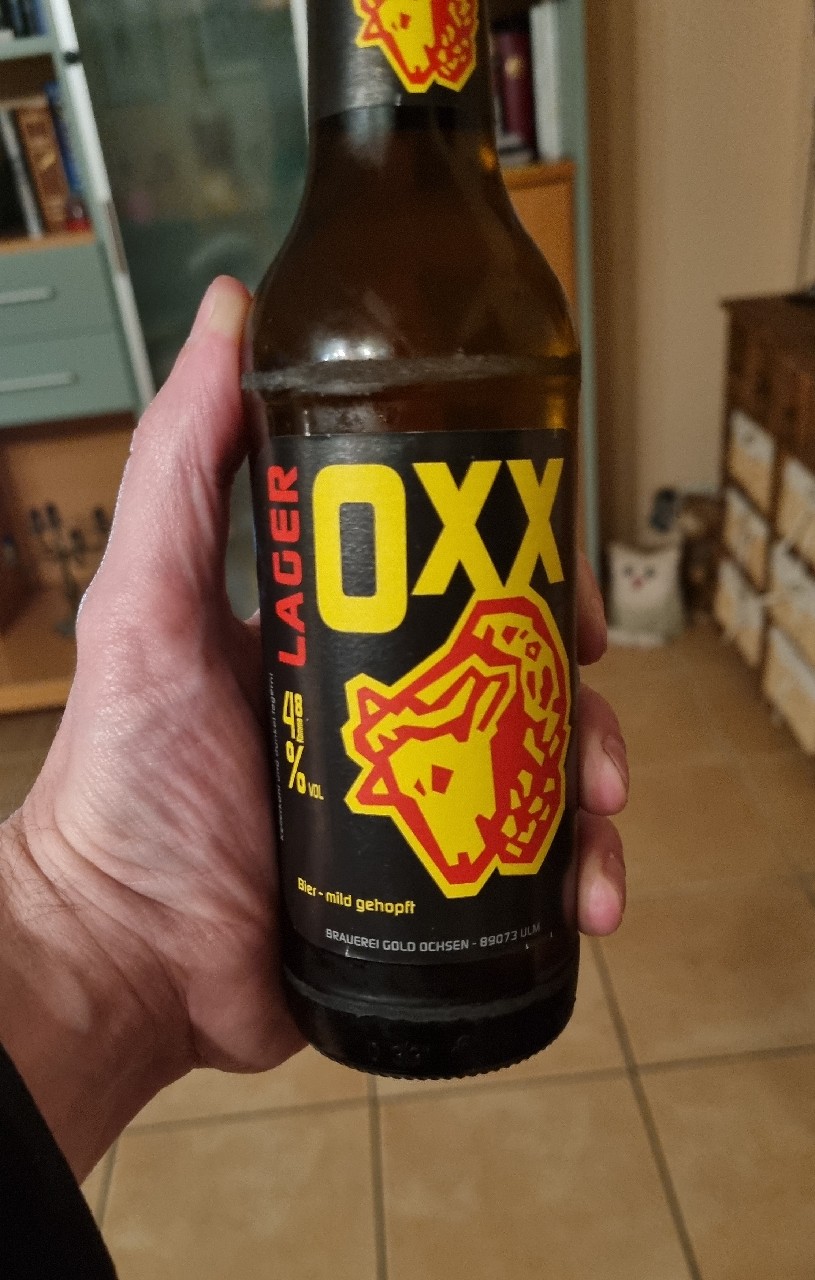 LAGER
OXX
4,8
% VOL
Bier - mild gehopft
BRAUEREI GOLD OCHSEN - 89073 ULM